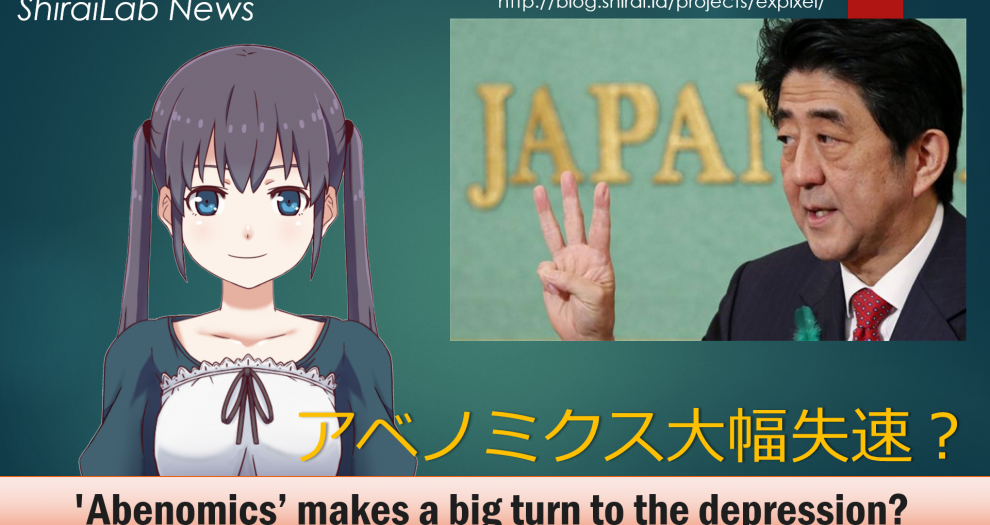 ShiraiLab News
http://blog.shirai.la/projects/expixel/
JAPAN
アベノミクス大幅失速？
'Abenomics’ makes a big turn to the depression?